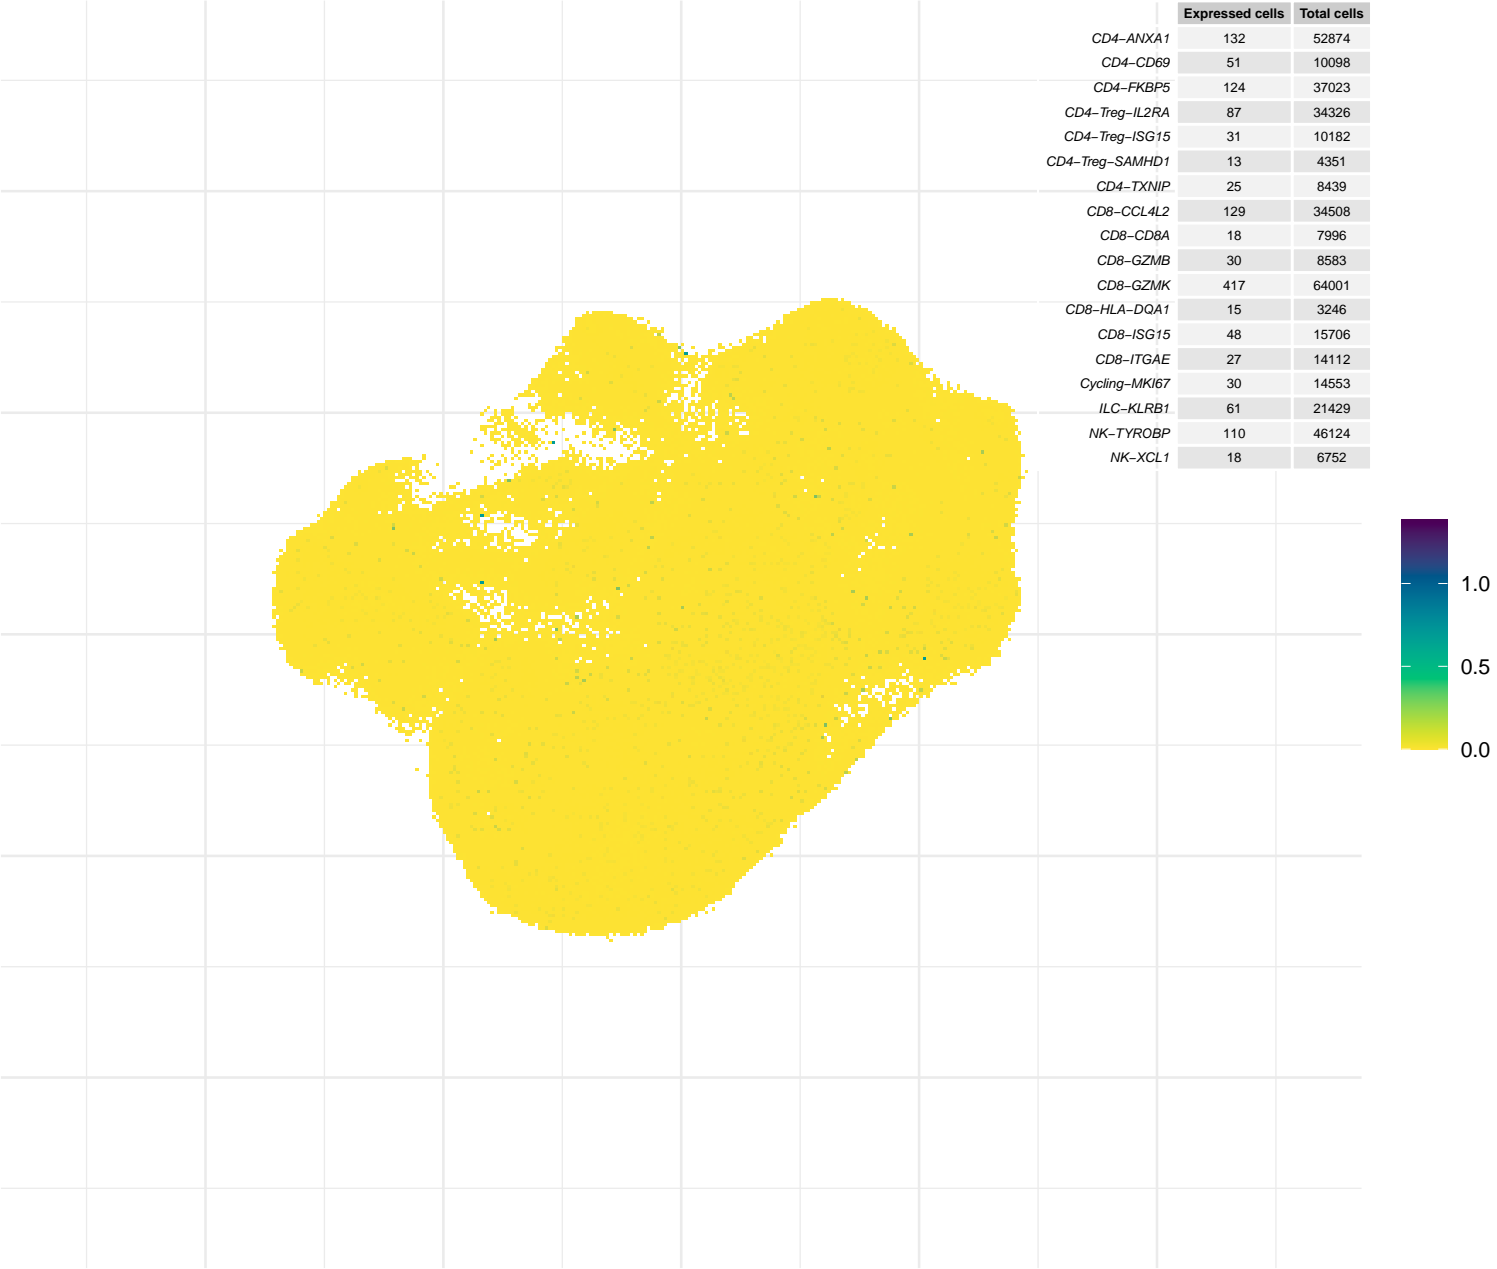 Expressed cells Total cells
CD4−ANXA1 132 52874
CD4−CD69 51 10098
CD4−FKBP5 124 37023
CD4−Treg−IL2RA 87 34326
CD4−Treg−ISG15 31 10182
CD4−Treg−SAMHD1 13 4351
CD4−TXNIP 25 8439
CD8−CCL4L2 129 34508
CD8−CD8A 18 7996
CD8−GZMB 30 8583
CD8−GZMK 417 64001
CD8−HLA−DQA1 15 3246
CD8−ISG15 48 15706
CD8−ITGAE 27 14112
Cycling−MKI67 30 14553
ILC−KLRB1 61 21429
NK−TYROBP 110 46124
NK−XCL1 18 6752
1.0
0.5
0.0